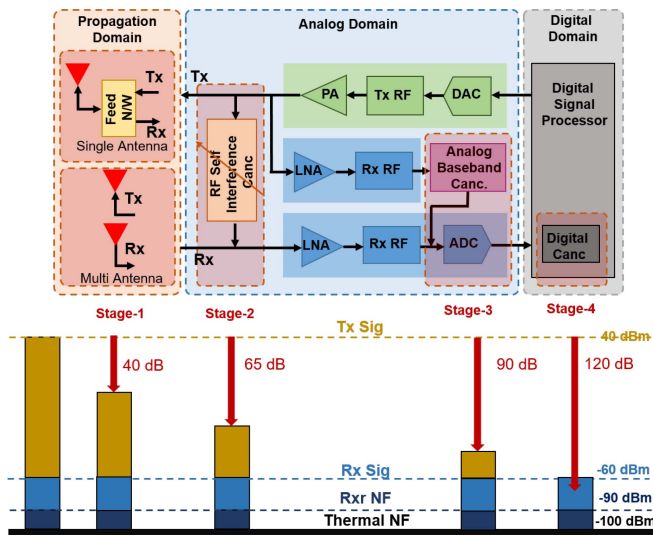 Propagation
Domain
Analog Domain
Digital
Domain
Tx
Feed
N/W
Rx
Single Antenna
Tx
Rx
Multi Antenna
Tx
RF Self
Interference
Canc
Rx
PA
Tx RF
DAC
LNA
Rx RF
Analog
Baseband
Canc.
LNA
Rx RF
ADC
Digital
Signal
Processor
Digital
Canc
Stage-1
Stage-2
Stage-3
Stage-4
Tx Sig
40 dBm
40 dB
65 dB
90 dB
120 dB
Rx Sig
-60 dBm
Rxr NF
-90 dBm
Thermal NF
-100 dBm